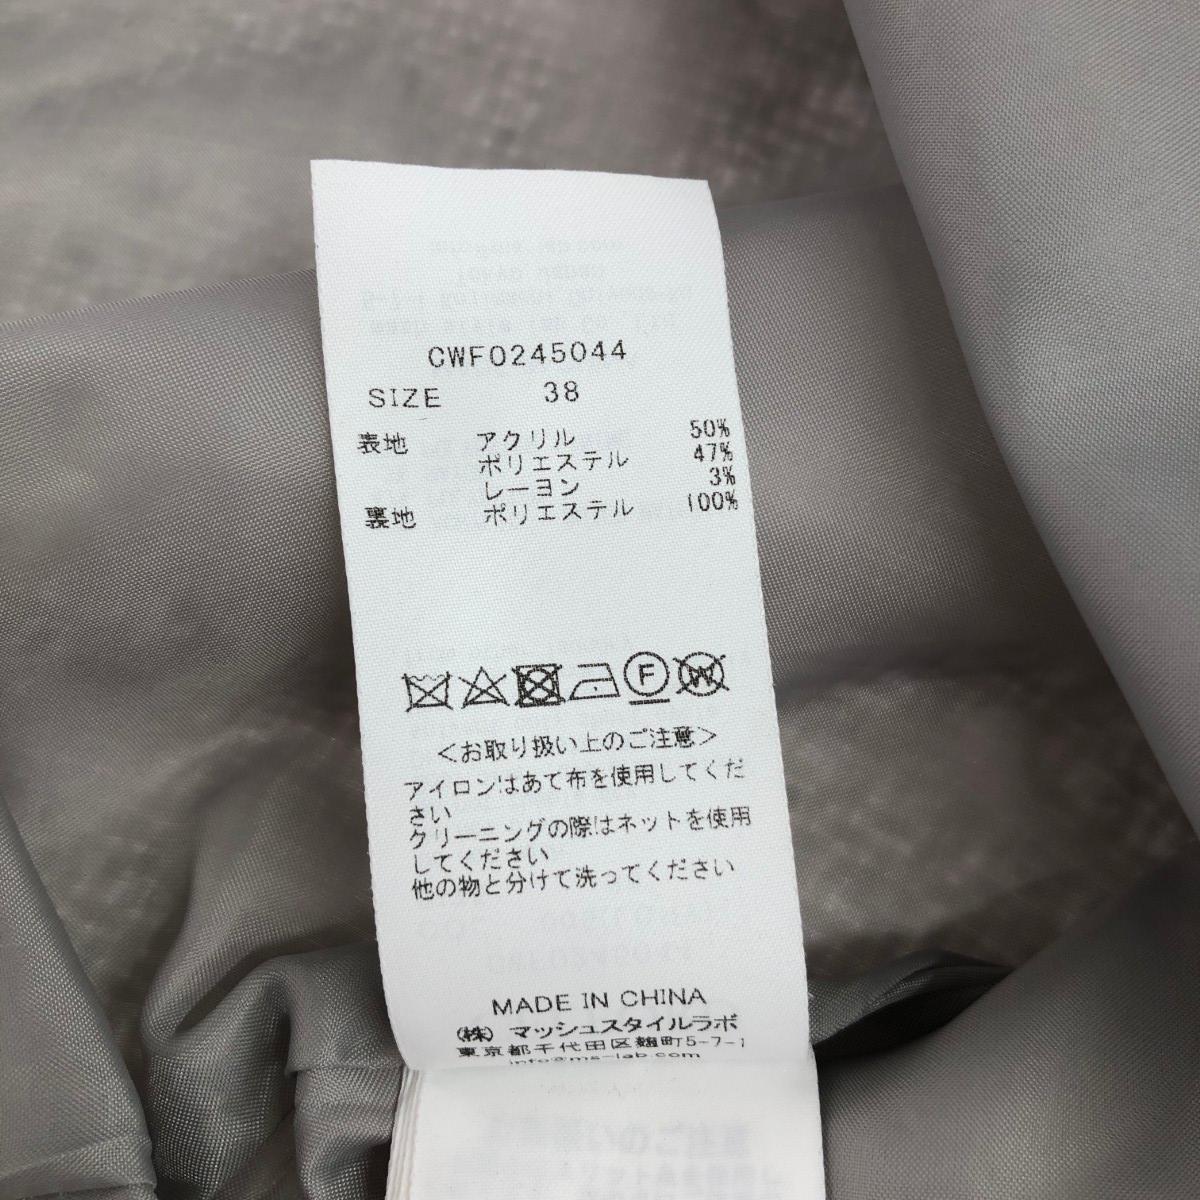 CWF0245044
SIZE 38
表地 アクリル 50%
ポリエステル 47%
レーヨン 3%
裏地 ポリエステル 100%
F W
<お取り扱い上のご注意>
アイロンはあて布を使用してくだ
さい
クリーニングの際はネットを使用
してください
他の物と分けて洗ってください
MADE IN CHINA
(株) マッシュスタイルラボ
東京都千代田区麹町5-7-1
info@ms-lab.com